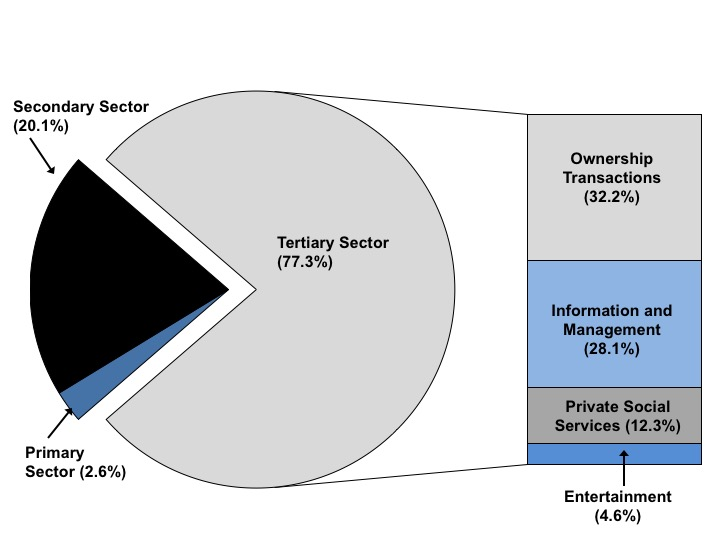 Secondary Sector
(20.1%)
Tertiary Sector
(77.3%)
Primary
Sector (2.6%)
Ownership
Transactions
(32.2%)
Information and
Management
(28.1%)
Private Social
Services (12.3%)
Entertainment
(4.6%)